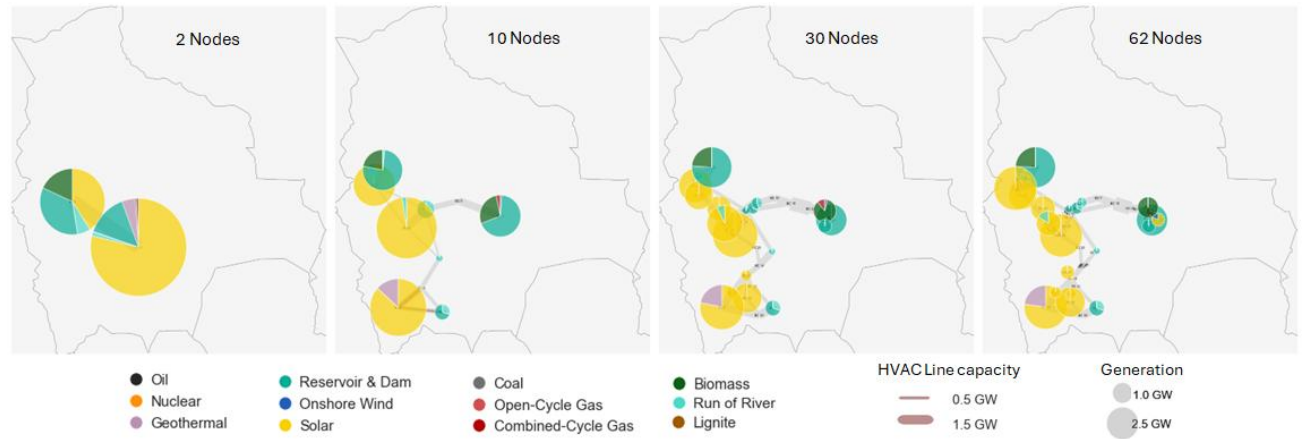 2 Nodes
10 Nodes
30 Nodes
62 Nodes
Oil
Nuclear
Geothermal
Reservoir & Dam
Onshore Wind
Solar
Coal
Open-Cycle Gas
Combined-Cycle Gas
Biomass
Run of River
Lignite
HVAC Line capacity
0.5 GW
1.5 GW
Generation
1.0 GW
2.5 GW